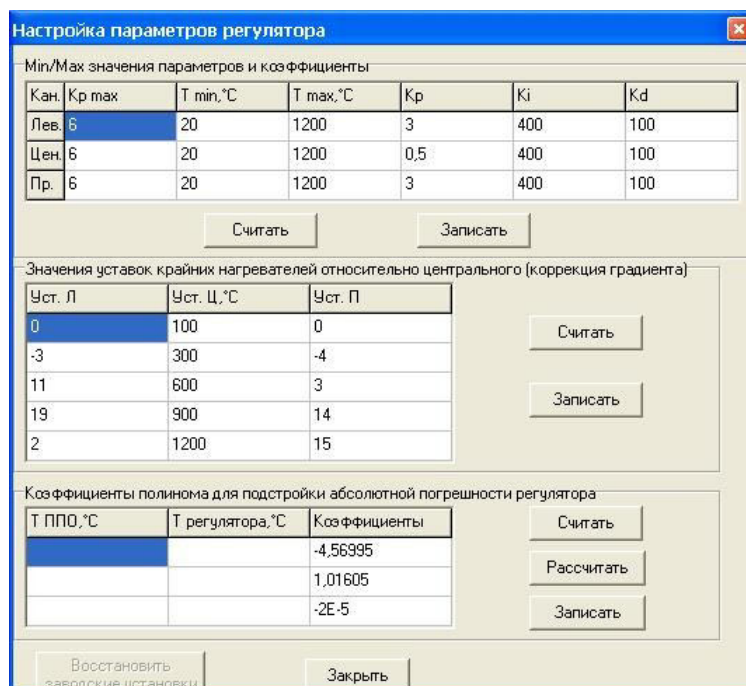 Настройка параметров регулятора
Min/Max значения параметров и коэффициенты
Кан. Kp max T min,°C T max,°C Kp Ki Kd
Лев. 6 20 1200 3 400 100
Цен. 6 20 1200 0,5 400 100
Пр. 6 20 1200 3 400 100
Считать Записать
Значения уставок крайних нагревателей относительно центрального (коррекция градиента)
Уст. Л Уст. Ц,°C Уст. П
0 100 0
-3 300 -4
11 600 3
19 900 14
2 1200 15
Считать
Записать
Коэффициенты полинома для подстройки абсолютной погрешности регулятора
Т ППО,°C Т регулятора,°C Коэффициенты
-4,56995
1,01605
-2E-5
Считать
Рассчитать
Записать
Восстановить
заводские установки
Закрыть